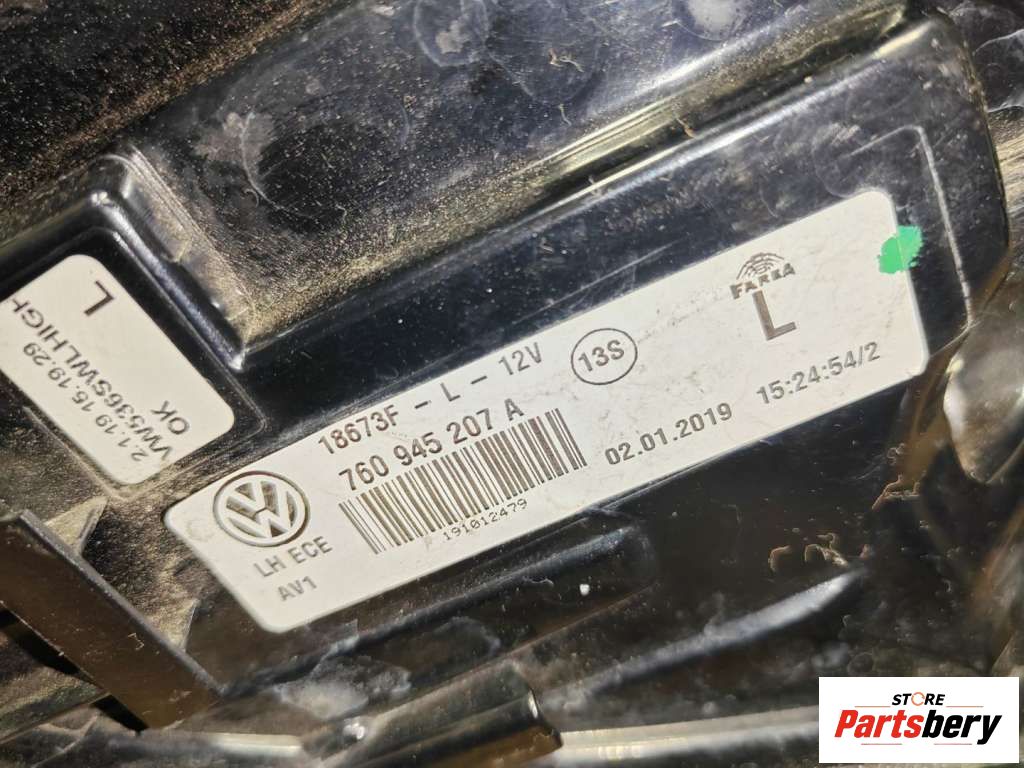 L
2.1.19 15.19.29
VW536SWLHIGH
OK
FARBA
L
18673F - L - 12V
13S
760 945 207 A
02.01.2019
15:24:54/2
191012479
LH ECE
AV1
STORE
Partsbery